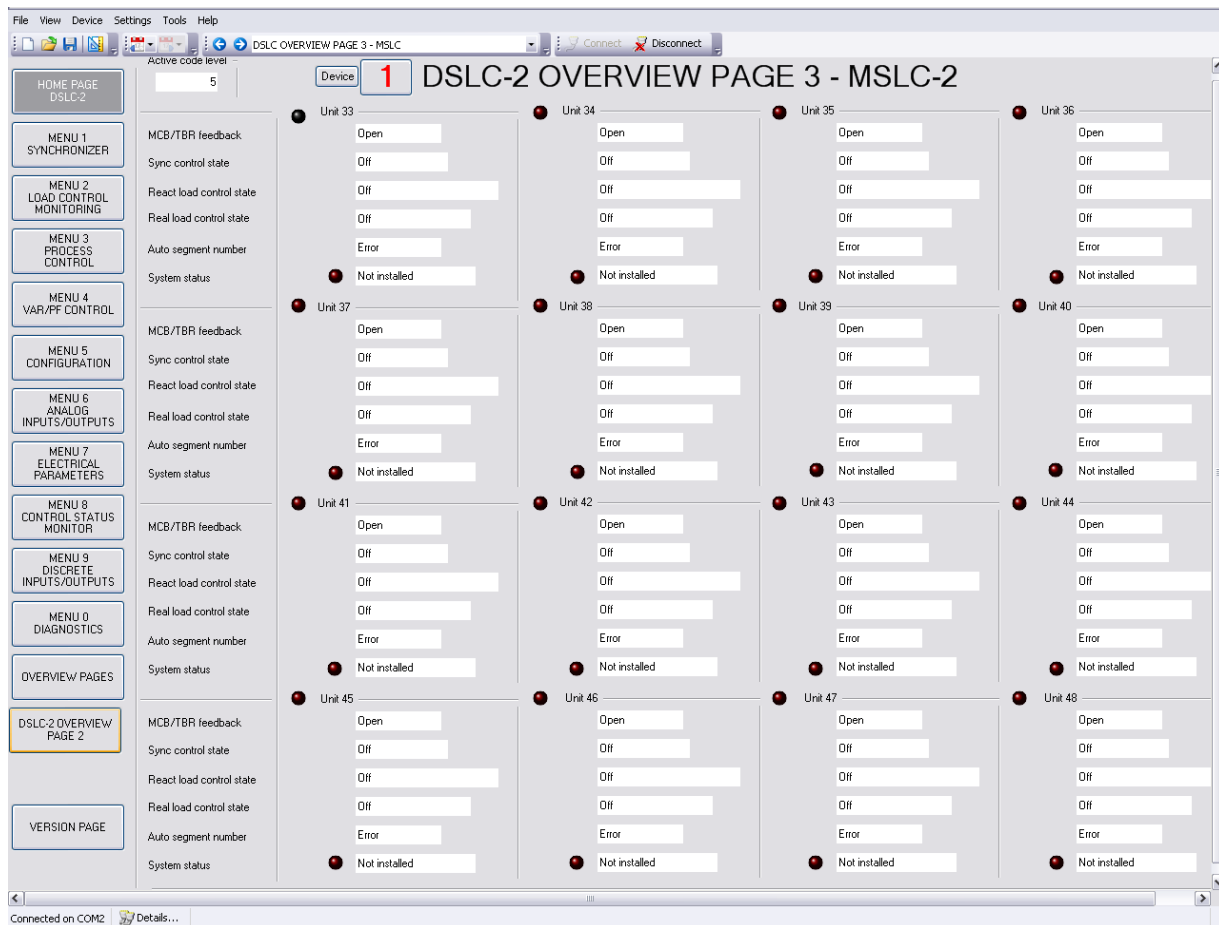 File View Device Settings Tools Help
DSLC OVERVIEW PAGE 3 - MSLC Connect Disconnect
HOME PAGE
DSLC-2
MENU 1
SYNCHRONIZER
MENU 2
LOAD CONTROL
MONITORING
MENU 3
PROCESS
CONTROL
MENU 4
VAR/PF CONTROL
MENU 5
CONFIGURATION
MENU 6
ANALOG
INPUTS/OUTPUTS
MENU 7
ELECTRICAL
PARAMETERS
MENU 8
CONTROL STATUS
MONITOR
MENU 9
DISCRETE
INPUTS/OUTPUTS
MENU 0
DIAGNOSTICS
OVERVIEW PAGES
DSLC-2 OVERVIEW
PAGE 2
VERSION PAGE
Active code level
5
Device 1 DSLC-2 OVERVIEW PAGE 3 - MSLC-2
Unit 33 Unit 34 Unit 35 Unit 36
MCB/TBR feedback Open Open Open Open
Sync control state Off Off Off Off
React load control state Off Off Off Off
Real load control state Off Off Off Off
Auto segment number Error Error Error Error
System status Not installed Not installed Not installed Not installed
Unit 37 Unit 38 Unit 39 Unit 40
MCB/TBR feedback Open Open Open Open
Sync control state Off Off Off Off
React load control state Off Off Off Off
Real load control state Off Off Off Off
Auto segment number Error Error Error Error
System status Not installed Not installed Not installed Not installed
Unit 41 Unit 42 Unit 43 Unit 44
MCB/TBR feedback Open Open Open Open
Sync control state Off Off Off Off
React load control state Off Off Off Off
Real load control state Off Off Off Off
Auto segment number Error Error Error Error
System status Not installed Not installed Not installed Not installed
Unit 45 Unit 46 Unit 47 Unit 48
MCB/TBR feedback Open Open Open Open
Sync control state Off Off Off Off
React load control state Off Off Off Off
Real load control state Off Off Off Off
Auto segment number Error Error Error Error
System status Not installed Not installed Not installed Not installed
Connected on COM2 Details...